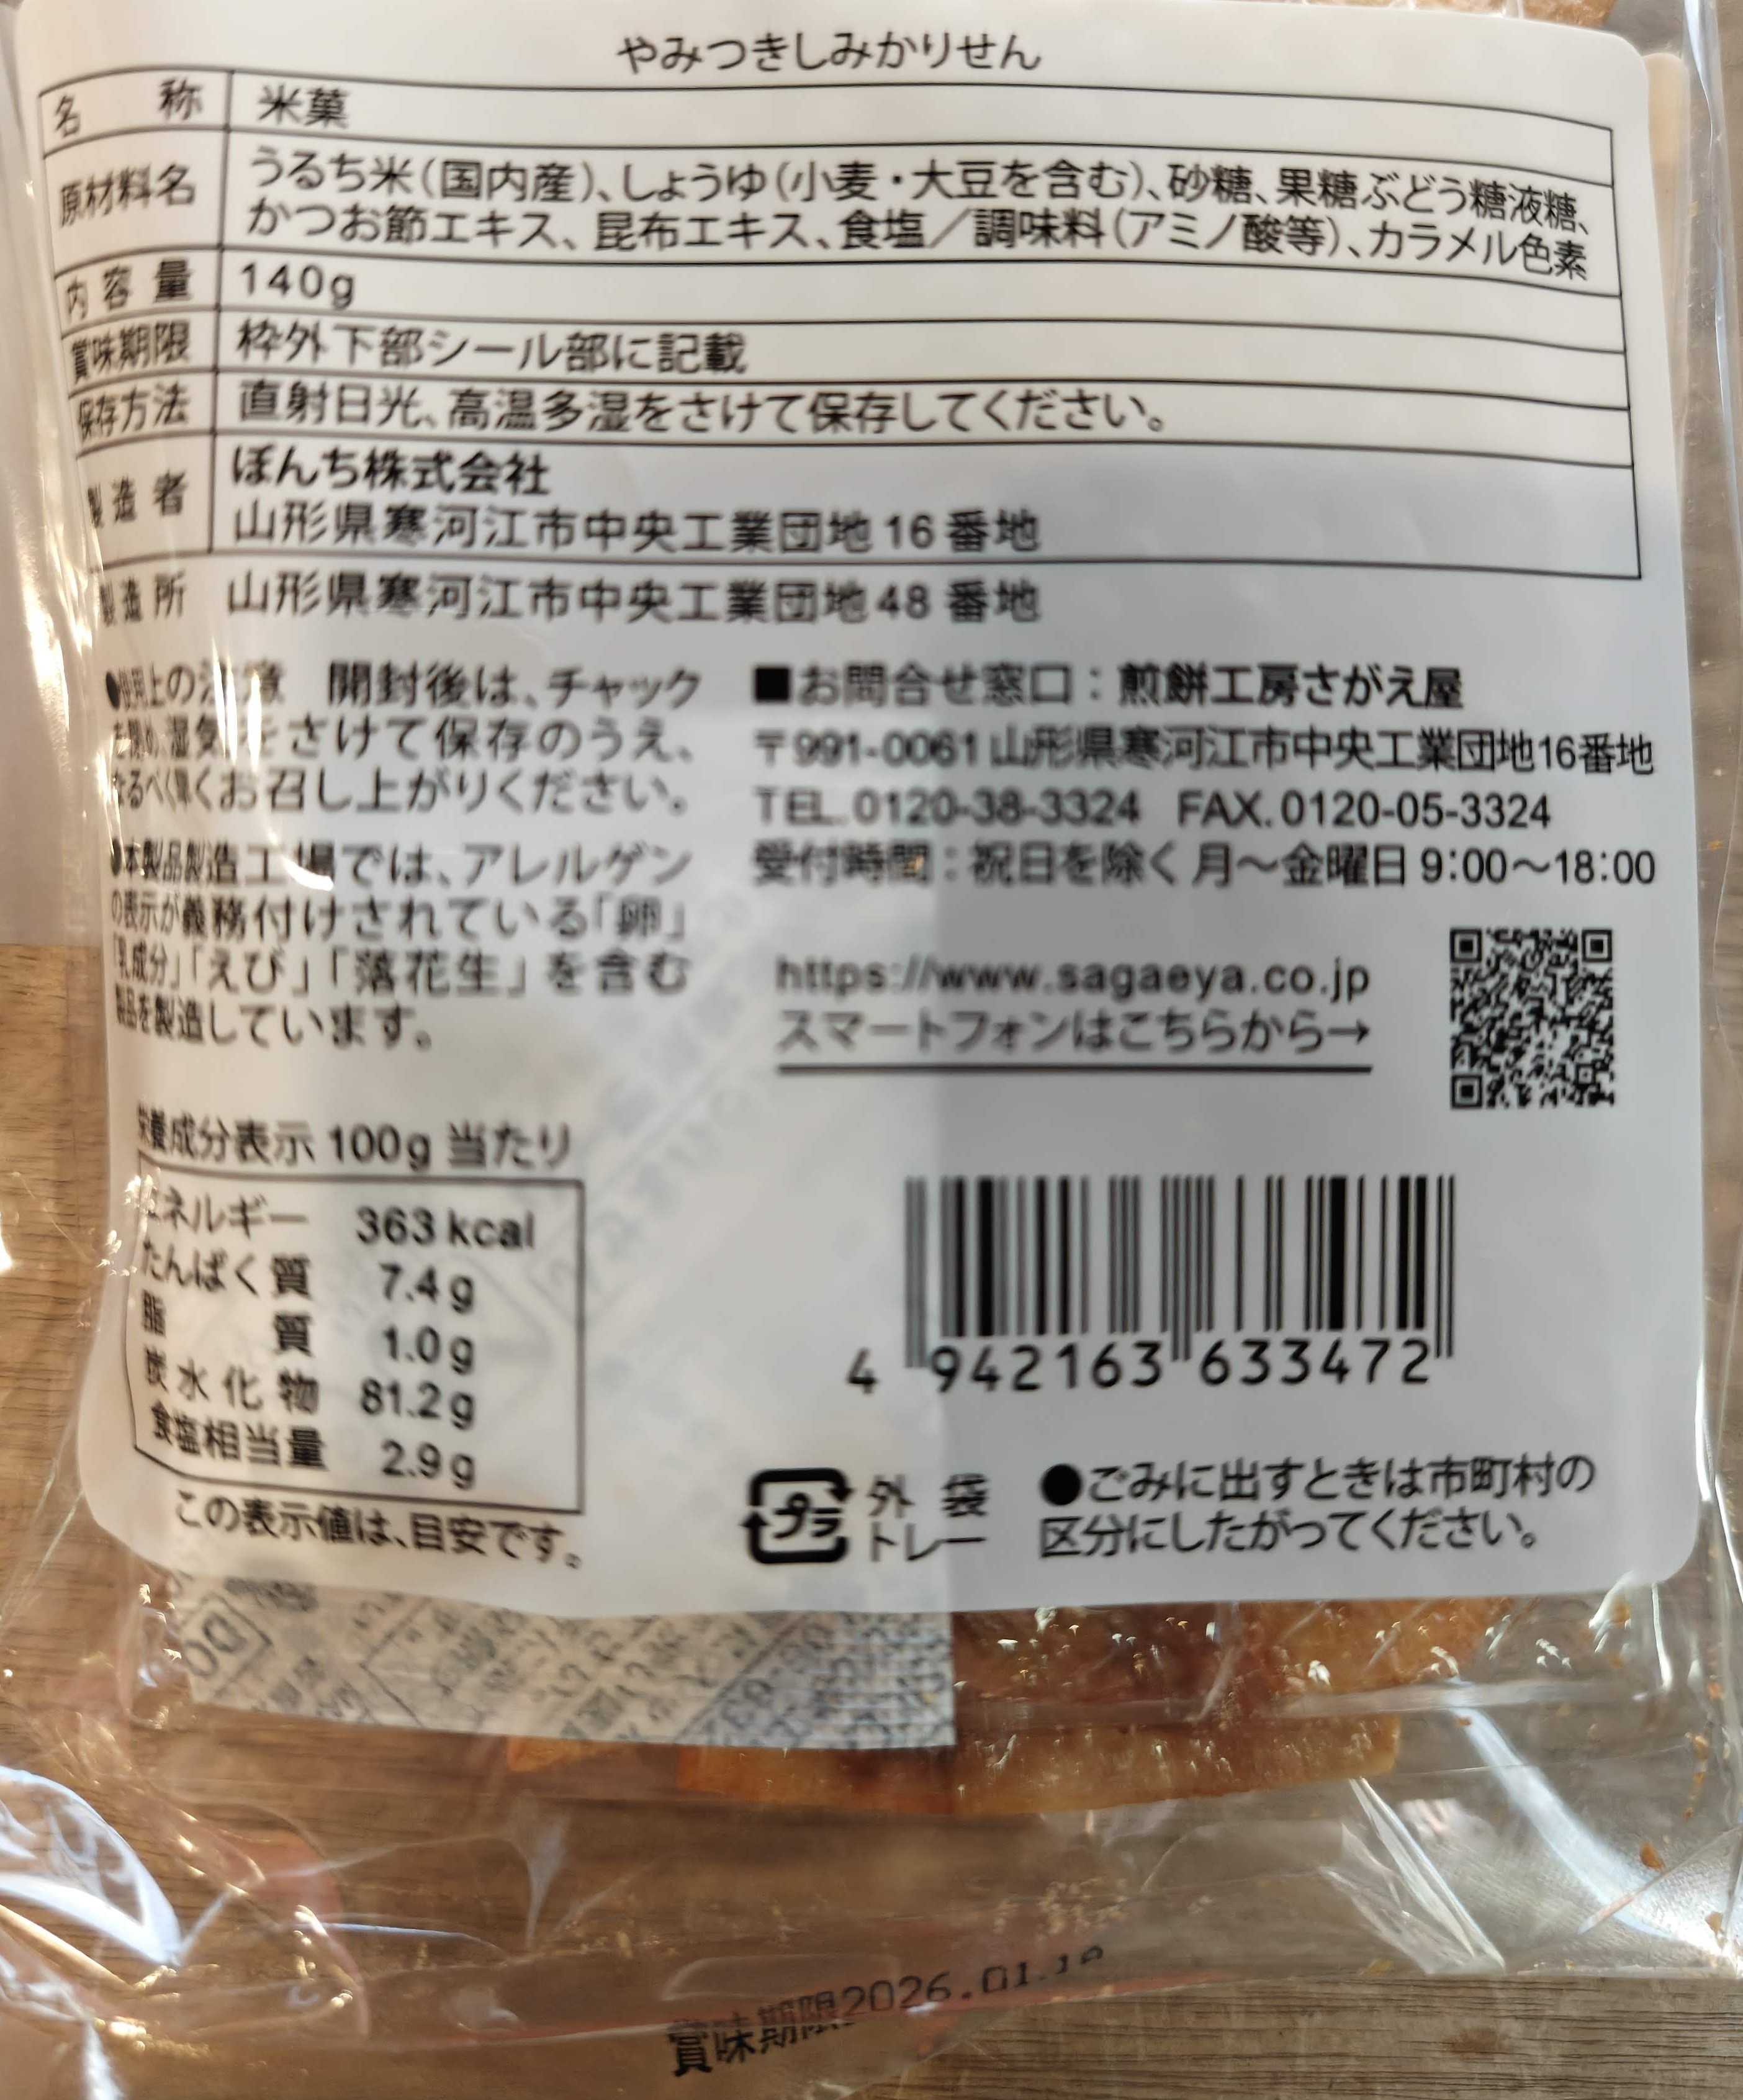 やみつきしみかりせん
名称 米菓
原材料名 うるち米(国内産)、しょうゆ(小麦・大豆を含む)、砂糖、果糖ぶどう糖液糖、
かつお節エキス、昆布エキス、食塩/調味料(アミノ酸等)、カラメル色素
内容量 140g
賞味期限 枠外下部シール部に記載
保存方法 直射日光、高温多湿をさけて保存してください。
製造者 ぼんち株式会社
山形県寒河江市中央工業団地16番地
製造所 山形県寒河江市中央工業団地48番地
●使用上の注意 開封後は、チャック
を閉め、湿気をさけて保存のうえ、
なるべく早くお召し上がりください。
●本製品製造工場では、アレルゲン
の表示が義務付けされている「卵」
「乳成分」「えび」「落花生」を含む
製品を製造しています。
■お問合せ窓口:煎餅工房さがえ屋
〒991-0061 山形県寒河江市中央工業団地16番地
TEL.0120-38-3324 FAX.0120-05-3324
受付時間:祝日を除く月~金曜日 9:00~18:00
https://www.sagaeya.co.jp
スマートフォンはこちらから→
栄養成分表示 100g 当たり
エネルギー 363 kcal
たんぱく質 7.4g
脂質 1.0g
炭水化物 81.2g
食塩相当量 2.9g
この表示値は、目安です。
4 942163 633472
プラ 外袋
トレー
●ごみに出すときは市町村の
区分にしたがってください。
賞味期限2026.01.